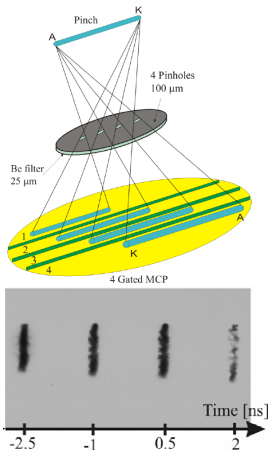 K
Pinch
A
4 Pinholes
100 μm
Be filter
25 μm
1
2
3
4
A
K
4 Gated MCP
Time [ns]
-2.5 -1 0.5 2